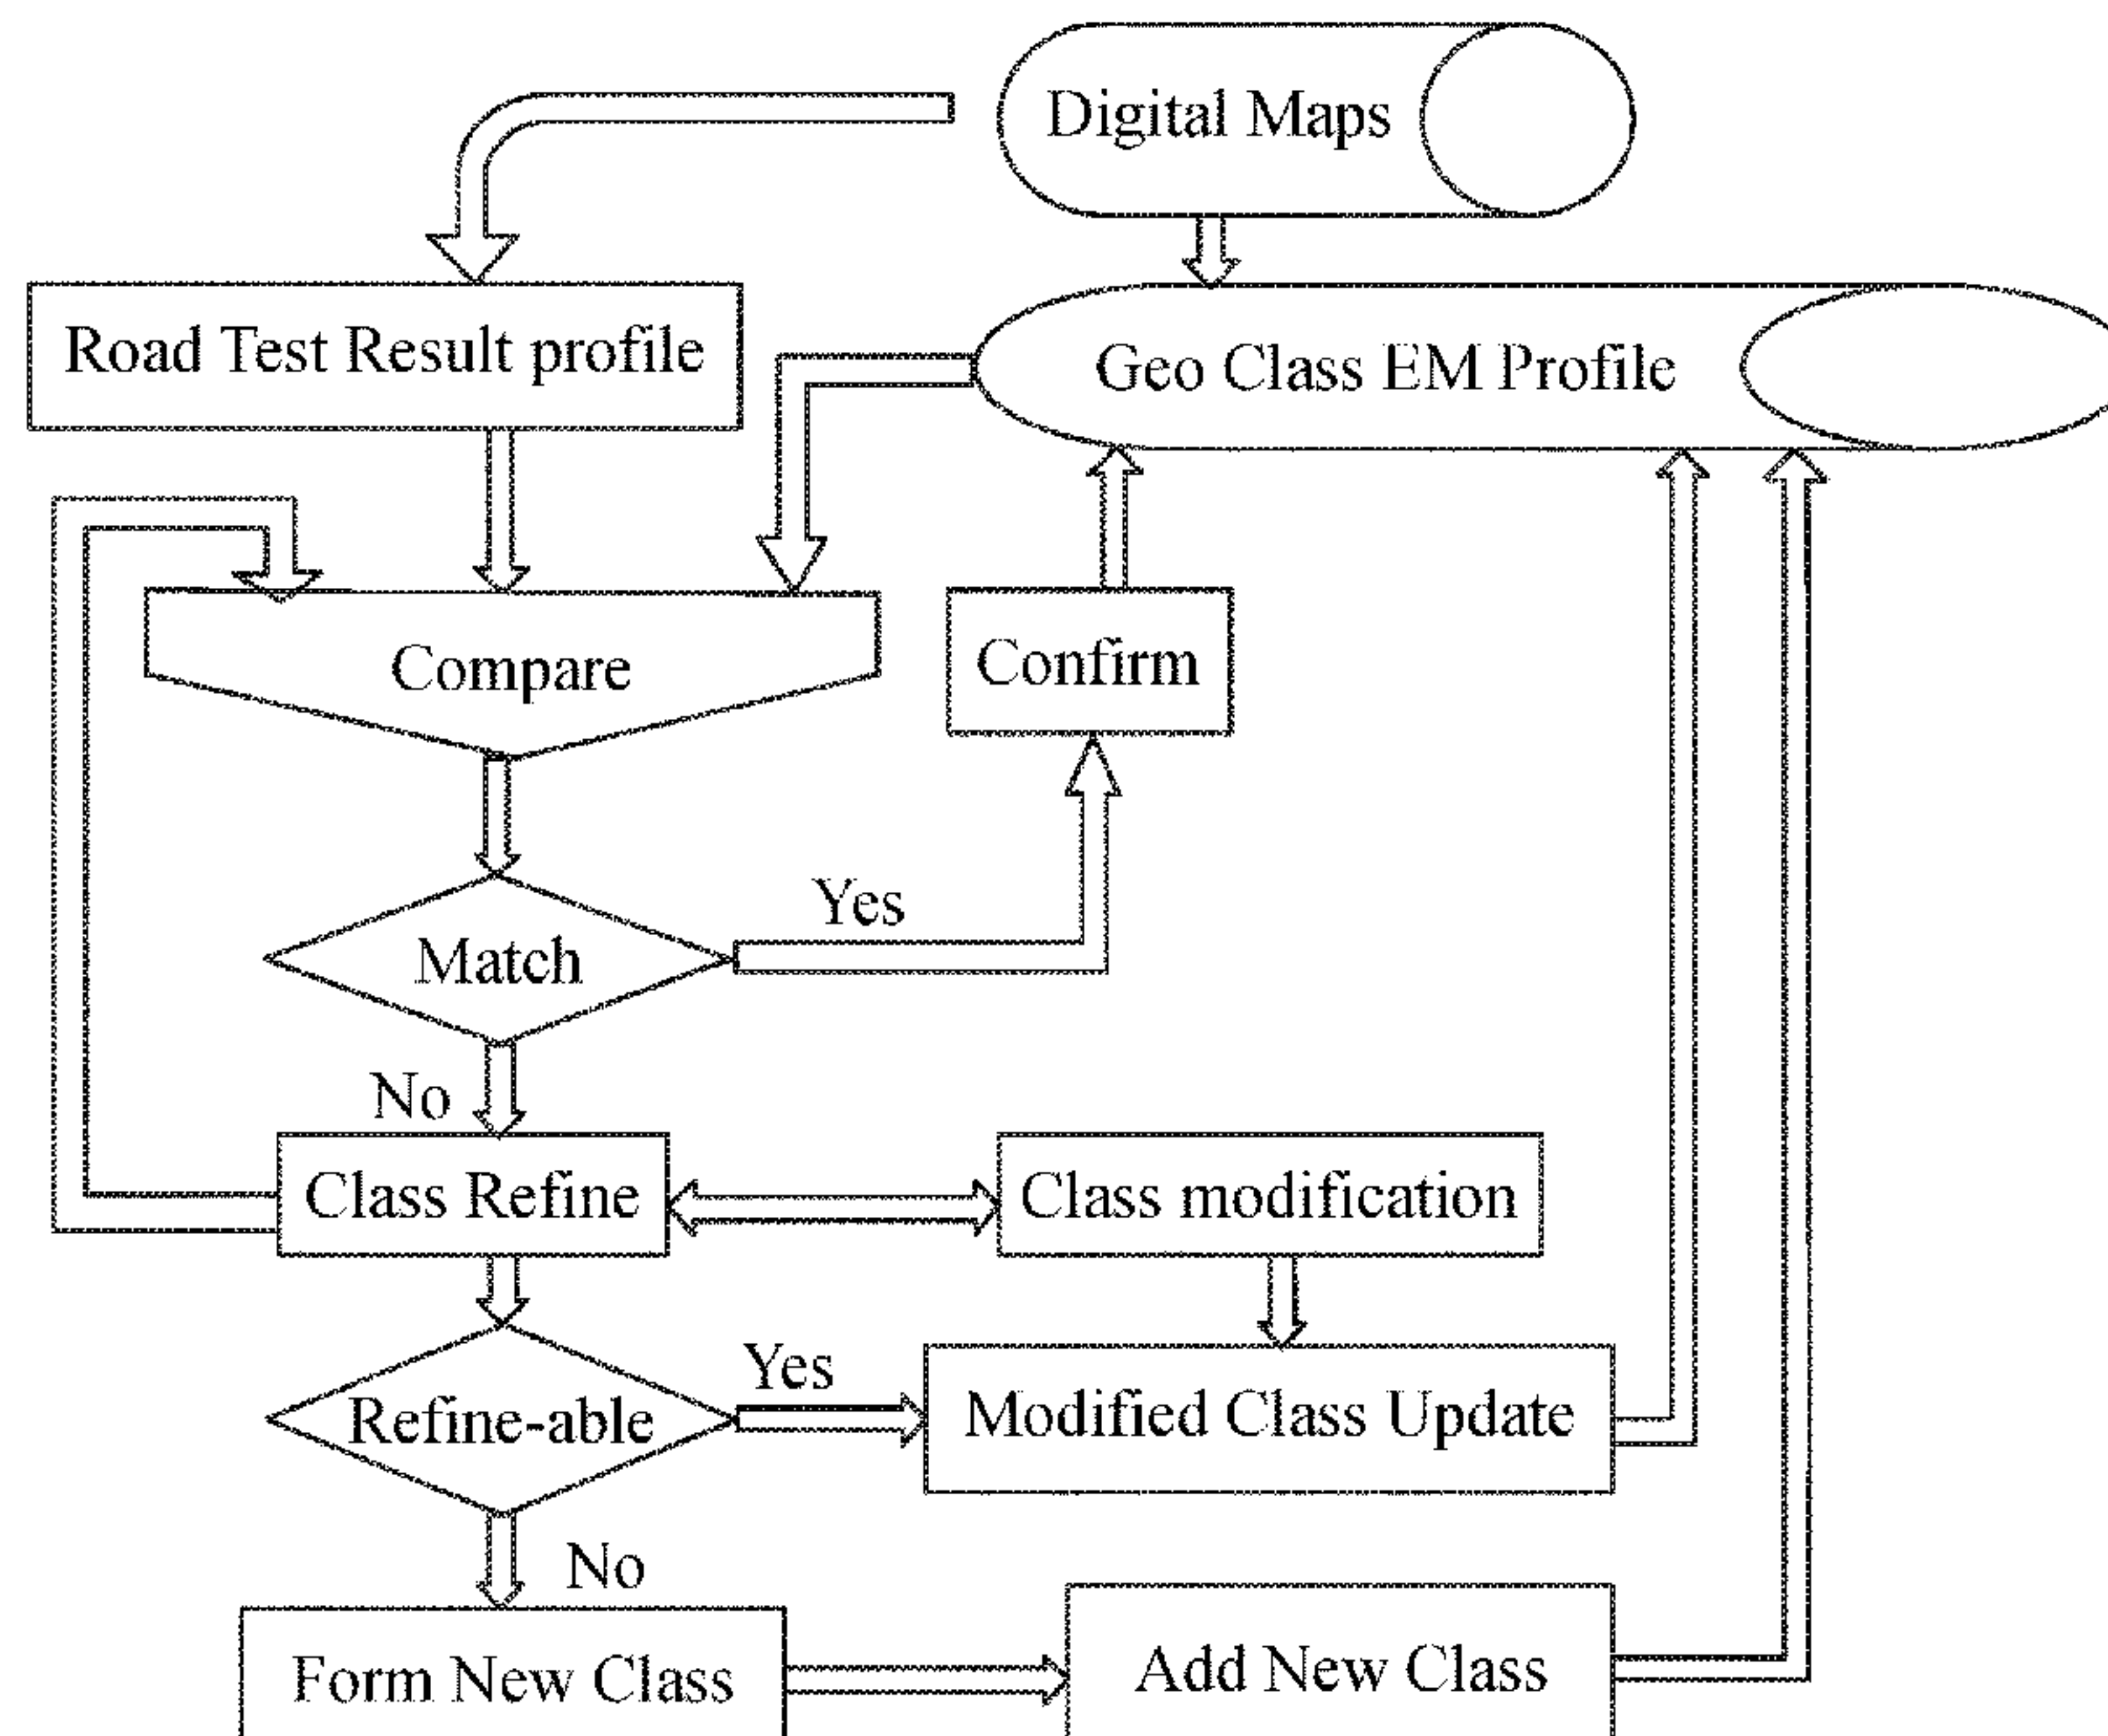 Digital Maps
Road Test Result profile
Geo Class EM Profile
Compare
Confirm
Yes
Match
No
Class Refine
Class modification
Yes
Refine-able
Modified Class Update
No
Form New Class
Add New Class